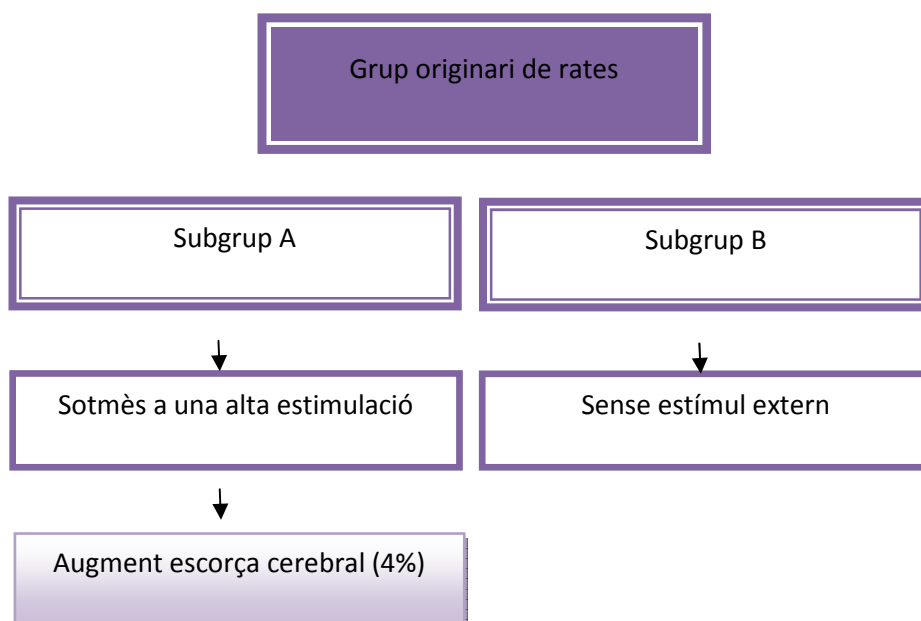 Grup originari de rates
Subgrup A
Subgrup B
Sotmès a una alta estimulació
Sense estímul extern
Augment escorça cerebral (4%)